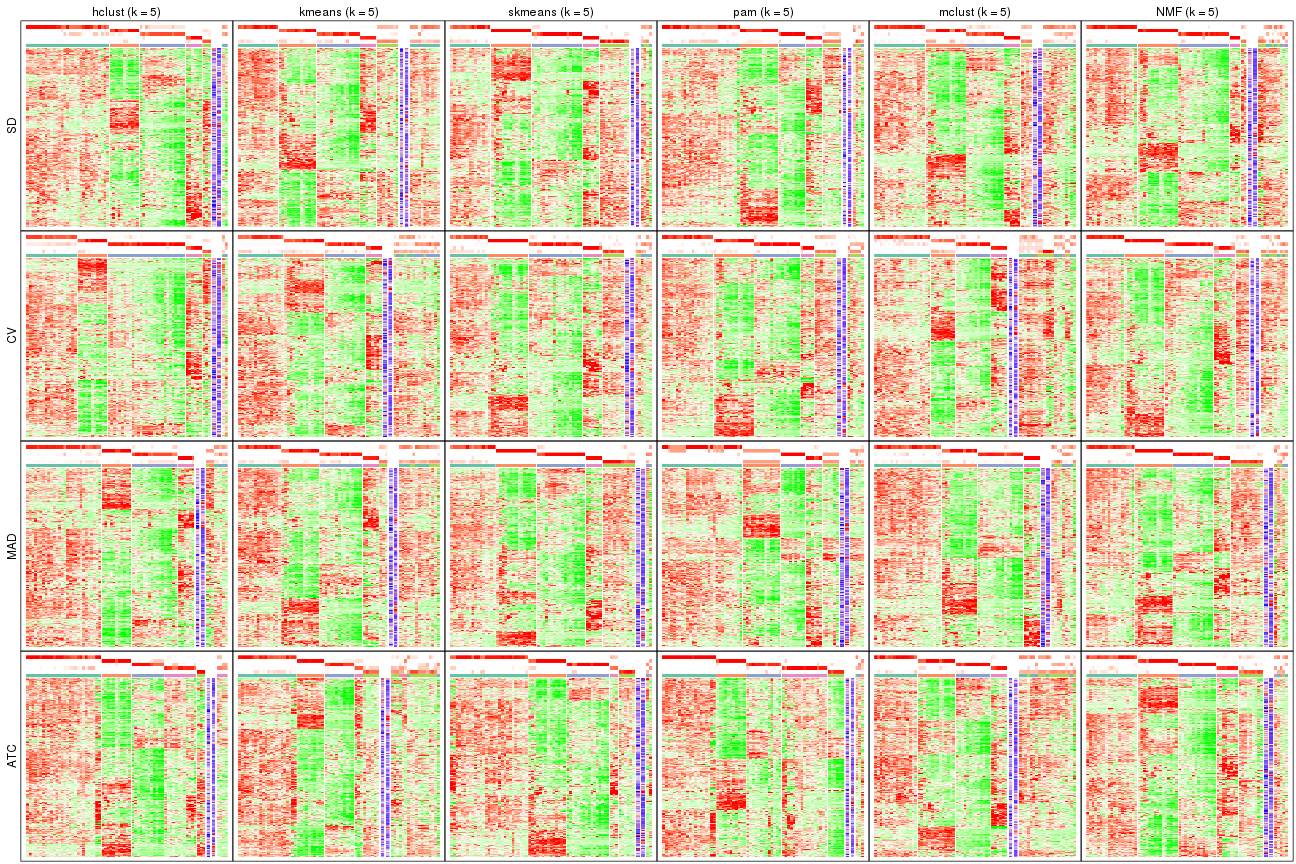 hclust (k = 5) kmeans (k = 5) skmeans (k = 5) pam (k = 5) mclust (k = 5) NMF (k = 5)
SD
CV
MAD
ATC